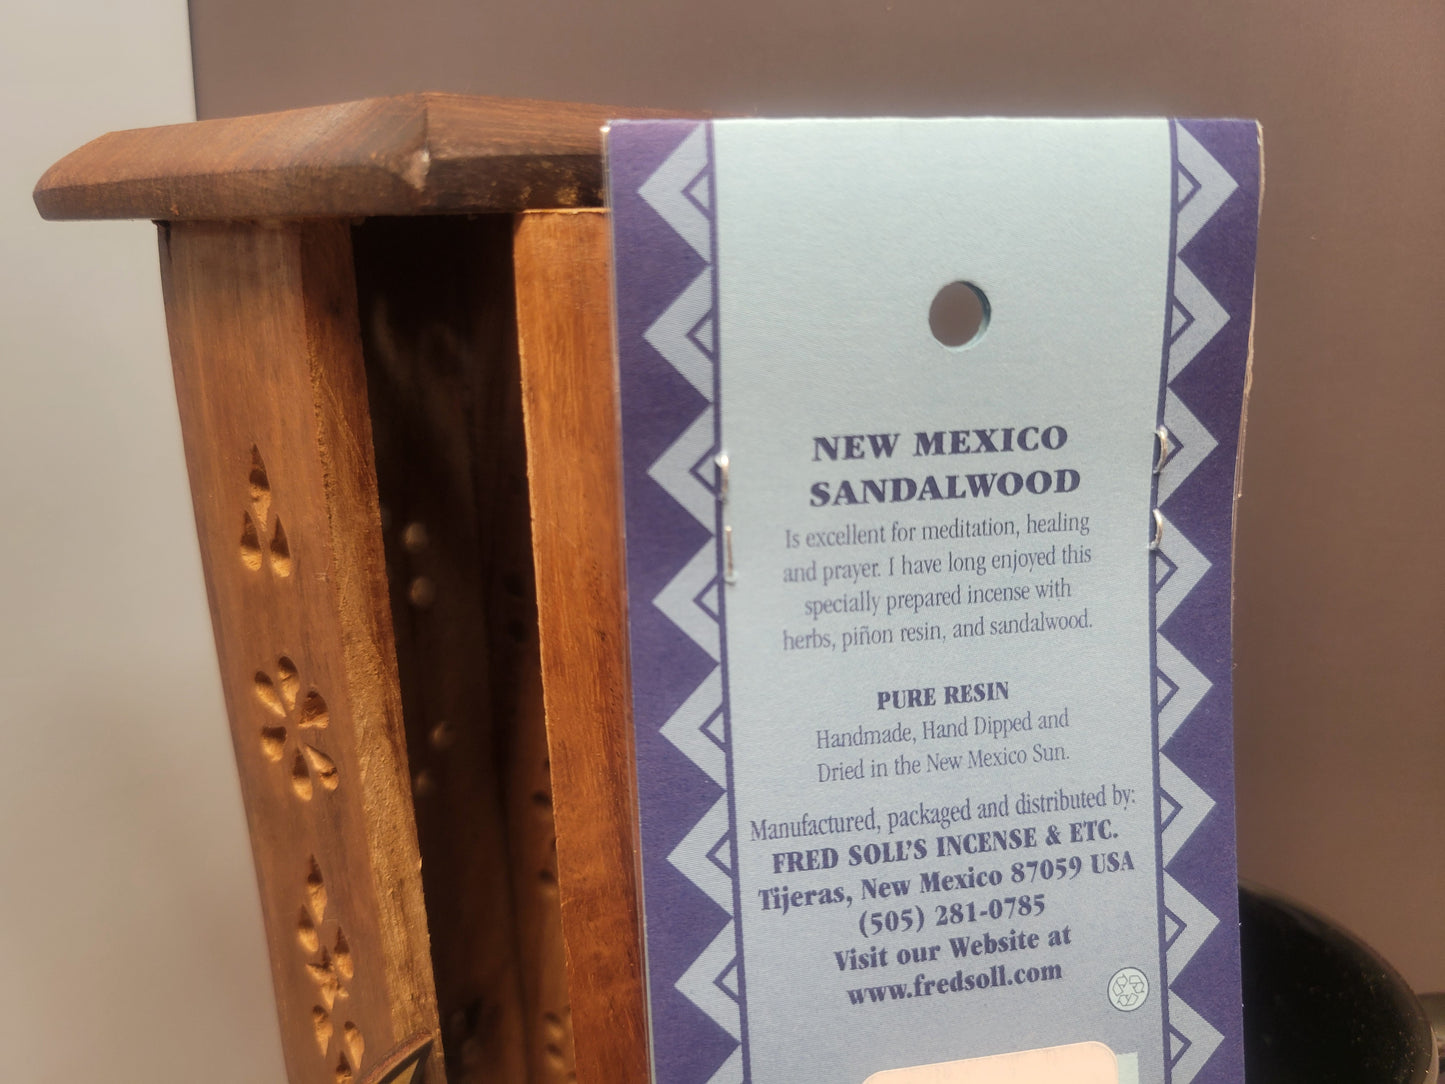 NEW MEXICO
SANDALWOOD
Is excellent for meditation, healing
and prayer. I have long enjoyed this
specially prepared incense with
herbs, piñon resin, and sandalwood.
PURE RESIN
Handmade, Hand Dipped and
Dried in the New Mexico Sun.
Manufactured, packaged and distributed by:
FRED SOLL'S INCENSE & ETC.
Tijeras, New Mexico 87059 USA
(505) 281-0785
Visit our Website at
www.fredsoll.com